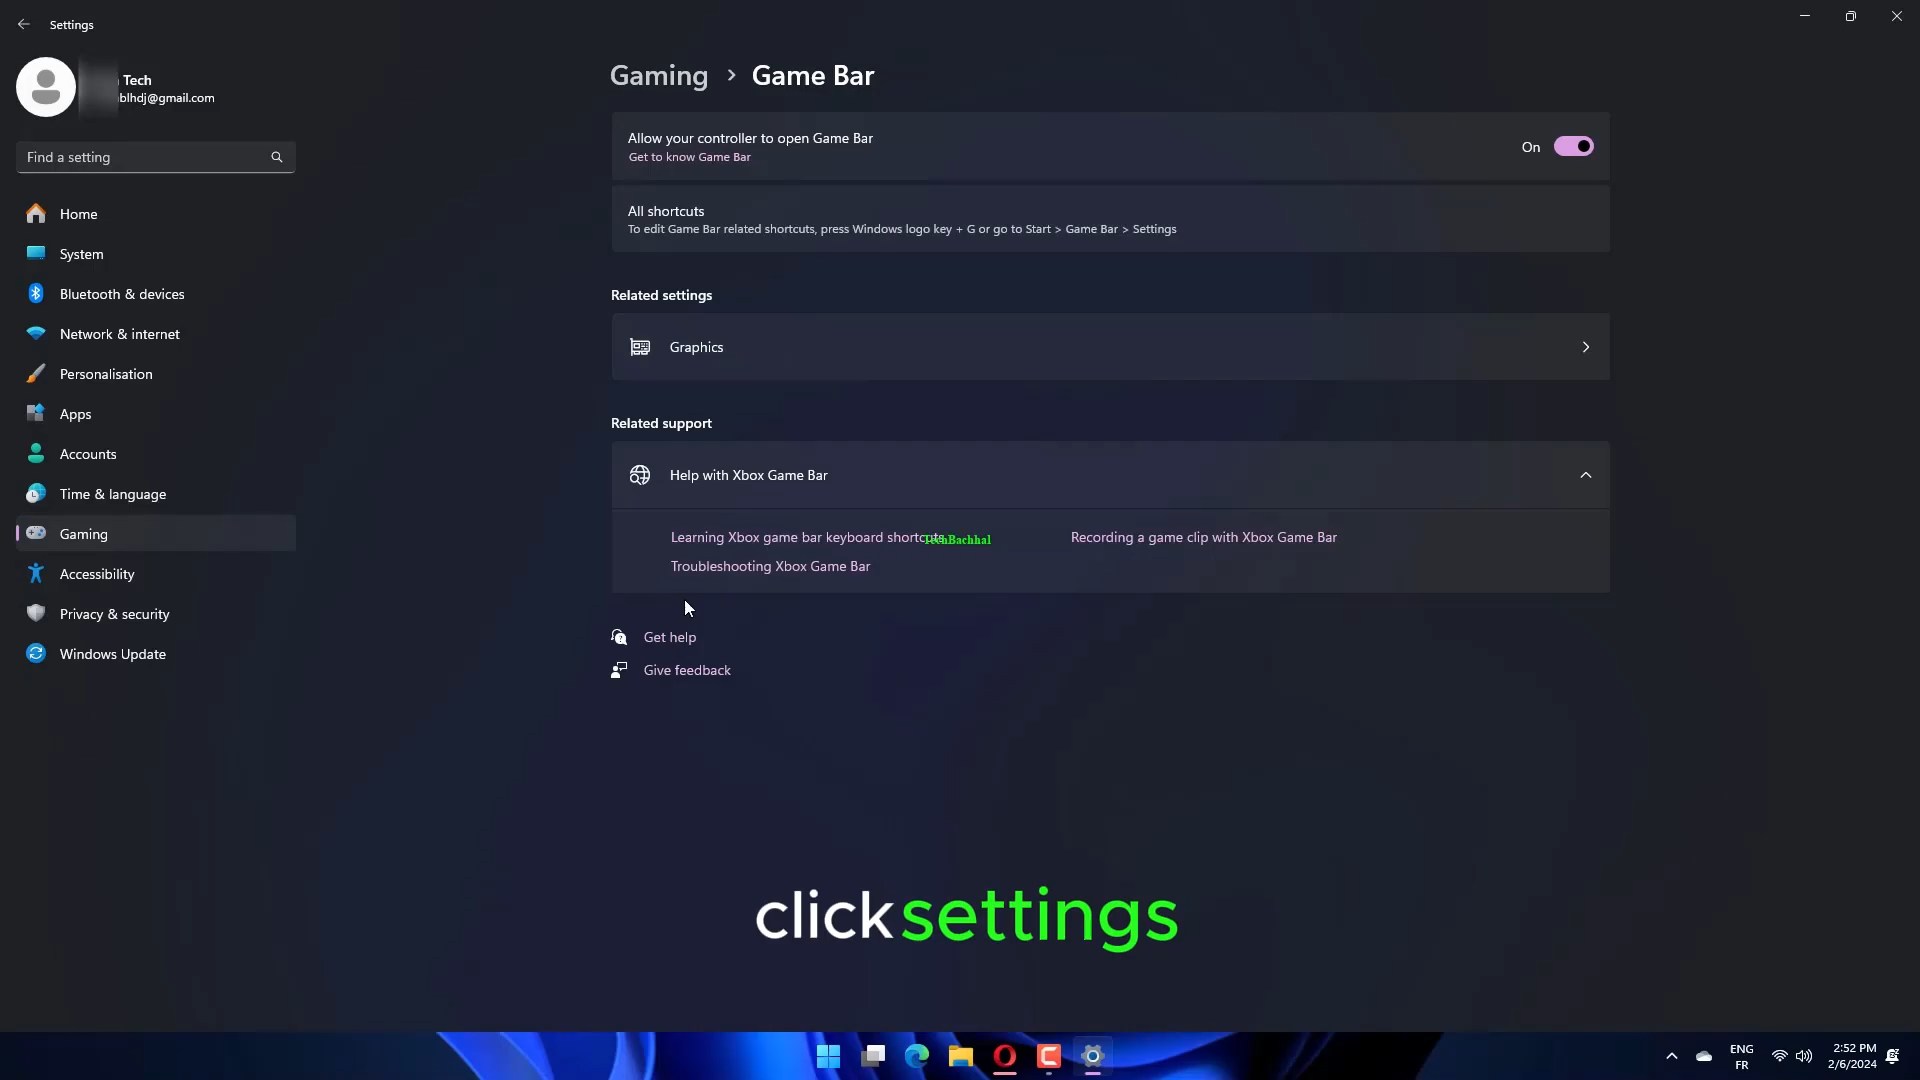 Settings
Tech
blhdj@gmail.com
Find a setting
Home
System
Bluetooth & devices
Network & internet
Personalisation
Apps
Accounts
Time & language
Gaming
Accessibility
Privacy & security
Windows Update
Gaming > Game Bar
Allow your controller to open Game Bar
Get to know Game Bar
On
All shortcuts
To edit Game Bar related shortcuts, press Windows logo key + G or go to Start > Game Bar > Settings
Related settings
Graphics
Related support
Help with Xbox Game Bar
Learning Xbox game bar keyboard shortcuts
TechBachhal
Recording a game clip with Xbox Game Bar
Troubleshooting Xbox Game Bar
Get help
Give feedback
click settings
ENG
FR
2:52 PM
2/6/2024